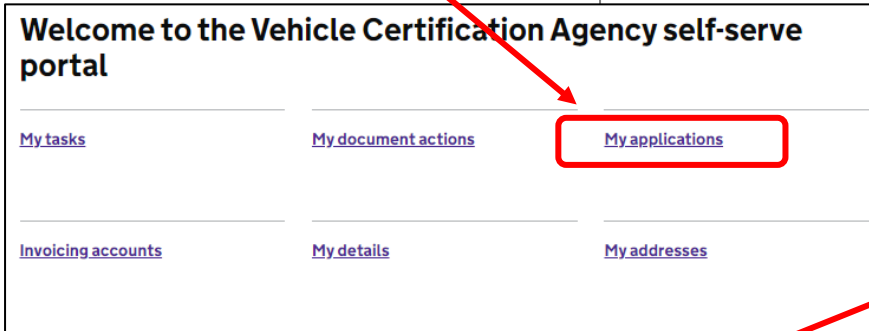 Welcome to the Vehicle Certification Agency self-serve
portal
My tasks
My document actions
My applications
Invoicing accounts
My details
My addresses